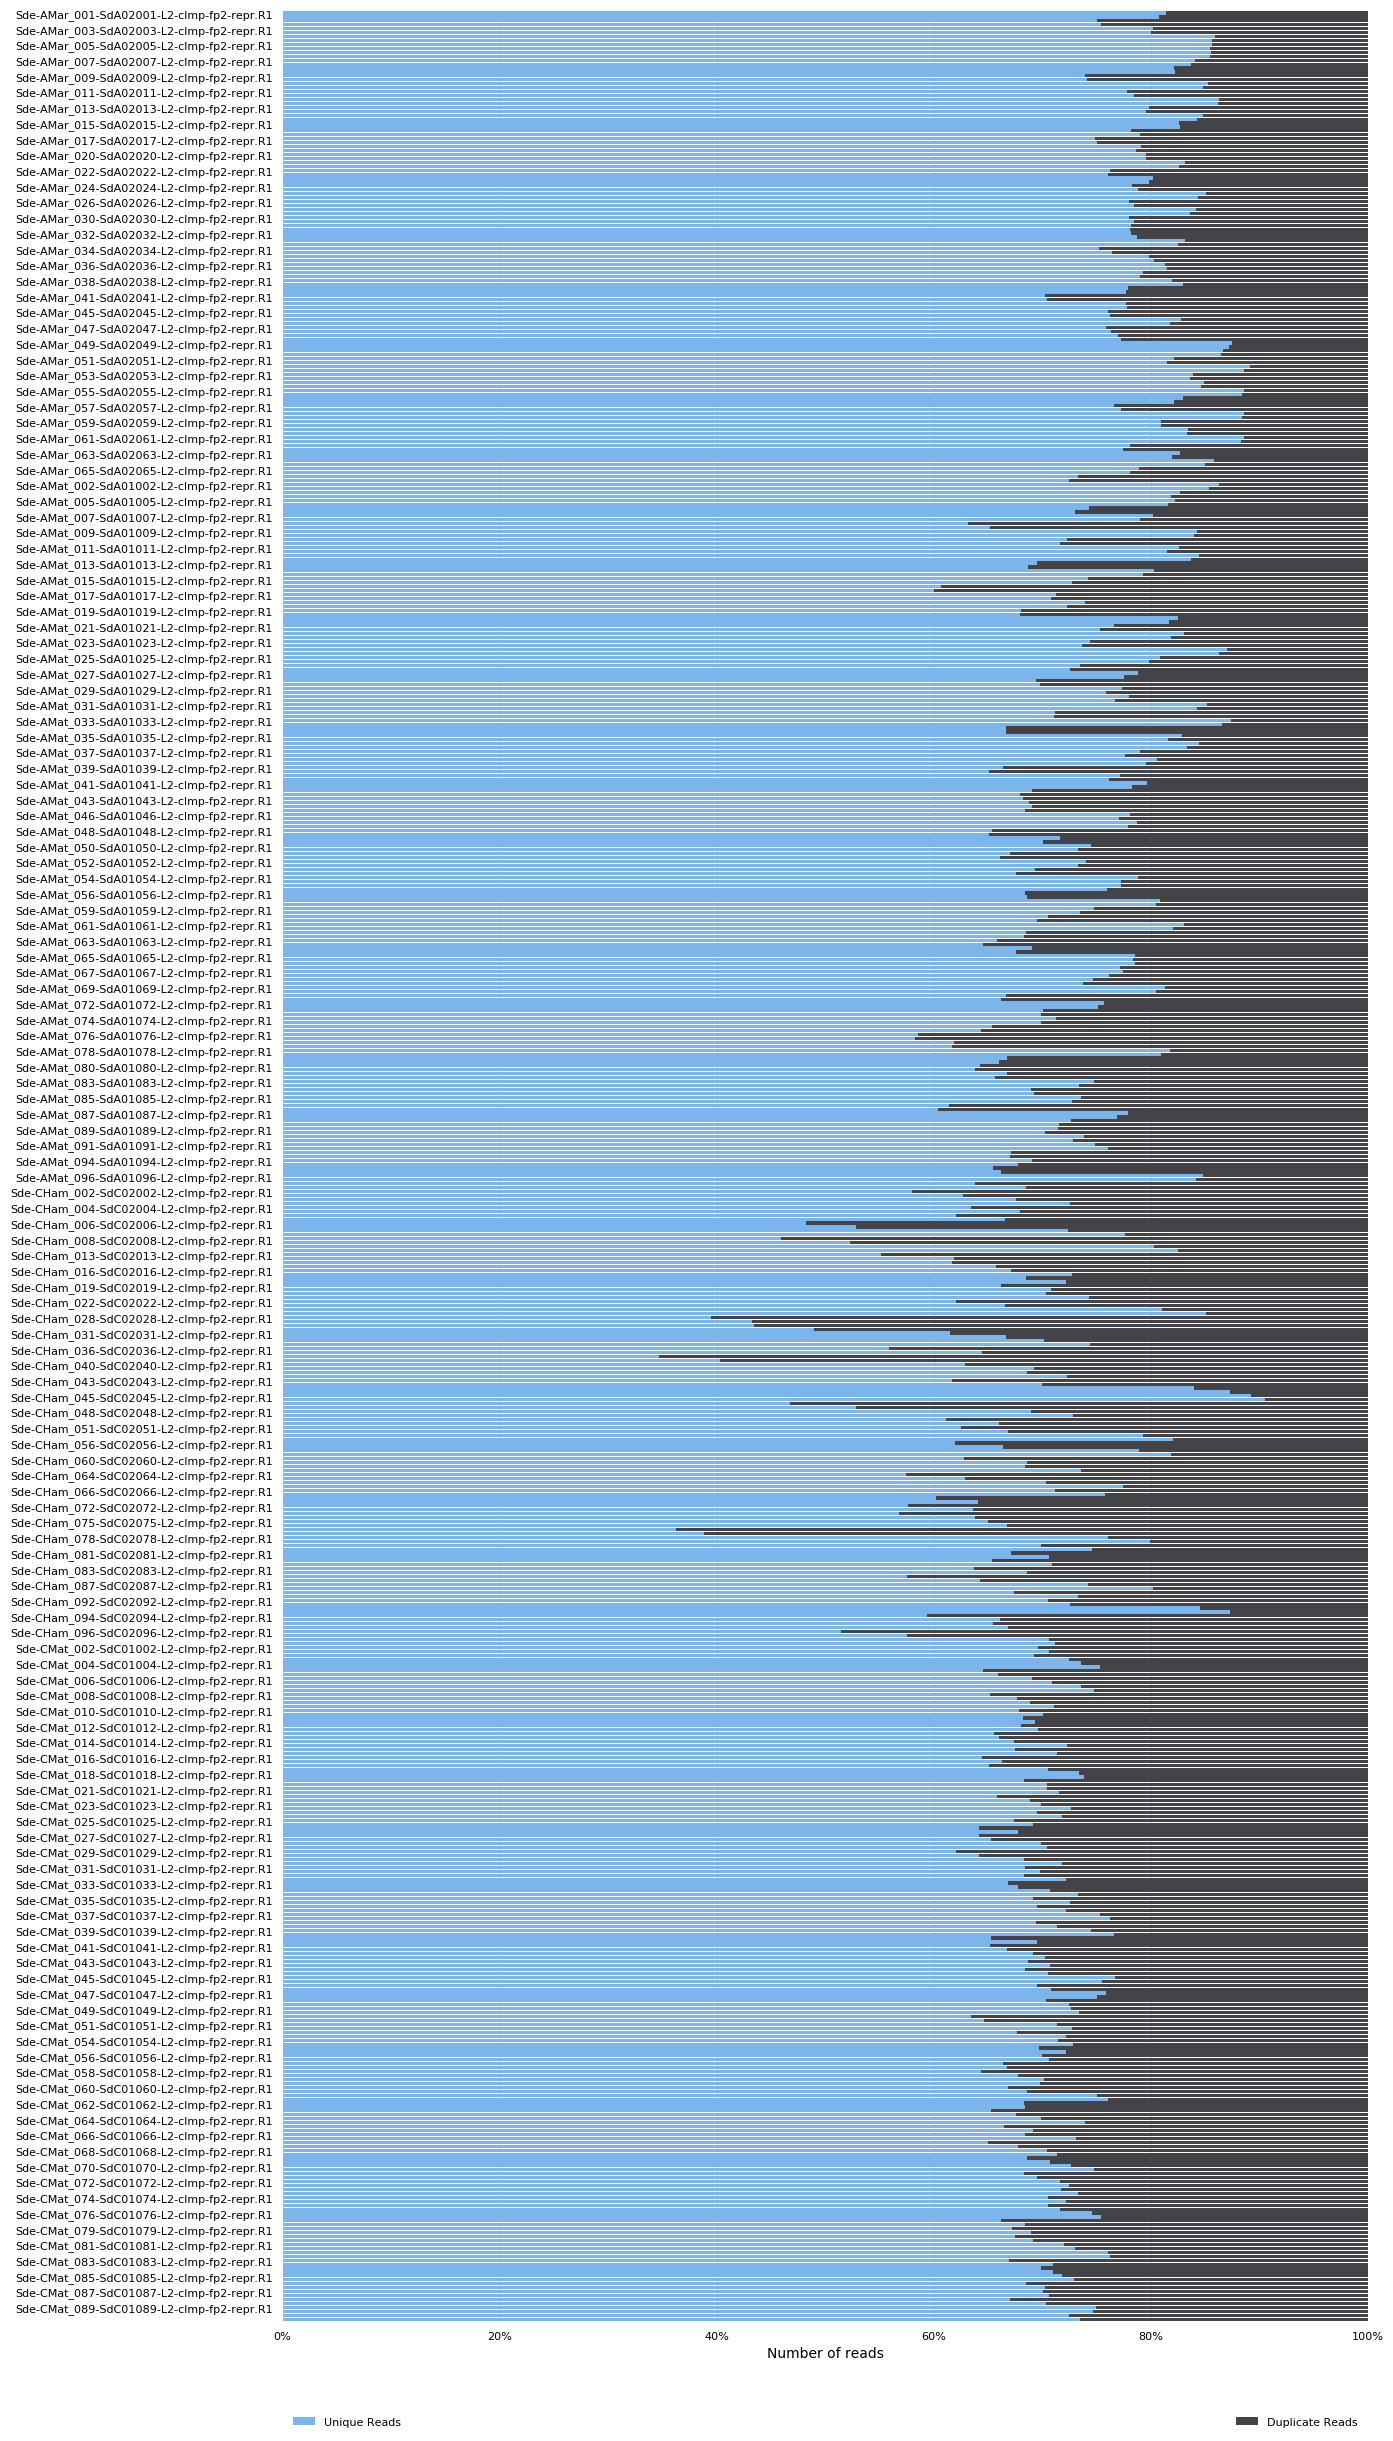 Sde-AMar_001-SdA02001-L2-clmp-fp2-repr.R1
Sde-AMar_003-SdA02003-L2-clmp-fp2-repr.R1
Sde-AMar_005-SdA02005-L2-clmp-fp2-repr.R1
Sde-AMar_007-SdA02007-L2-clmp-fp2-repr.R1
Sde-AMar_009-SdA02009-L2-clmp-fp2-repr.R1
Sde-AMar_011-SdA02011-L2-clmp-fp2-repr.R1
Sde-AMar_013-SdA02013-L2-clmp-fp2-repr.R1
Sde-AMar_015-SdA02015-L2-clmp-fp2-repr.R1
Sde-AMar_017-SdA02017-L2-clmp-fp2-repr.R1
Sde-AMar_020-SdA02020-L2-clmp-fp2-repr.R1
Sde-AMar_022-SdA02022-L2-clmp-fp2-repr.R1
Sde-AMar_024-SdA02024-L2-clmp-fp2-repr.R1
Sde-AMar_026-SdA02026-L2-clmp-fp2-repr.R1
Sde-AMar_030-SdA02030-L2-clmp-fp2-repr.R1
Sde-AMar_032-SdA02032-L2-clmp-fp2-repr.R1
Sde-AMar_034-SdA02034-L2-clmp-fp2-repr.R1
Sde-AMar_036-SdA02036-L2-clmp-fp2-repr.R1
Sde-AMar_038-SdA02038-L2-clmp-fp2-repr.R1
Sde-AMar_041-SdA02041-L2-clmp-fp2-repr.R1
Sde-AMar_045-SdA02045-L2-clmp-fp2-repr.R1
Sde-AMar_047-SdA02047-L2-clmp-fp2-repr.R1
Sde-AMar_049-SdA02049-L2-clmp-fp2-repr.R1
Sde-AMar_051-SdA02051-L2-clmp-fp2-repr.R1
Sde-AMar_053-SdA02053-L2-clmp-fp2-repr.R1
Sde-AMar_055-SdA02055-L2-clmp-fp2-repr.R1
Sde-AMar_057-SdA02057-L2-clmp-fp2-repr.R1
Sde-AMar_059-SdA02059-L2-clmp-fp2-repr.R1
Sde-AMar_061-SdA02061-L2-clmp-fp2-repr.R1
Sde-AMar_063-SdA02063-L2-clmp-fp2-repr.R1
Sde-AMar_065-SdA02065-L2-clmp-fp2-repr.R1
Sde-AMat_002-SdA01002-L2-clmp-fp2-repr.R1
Sde-AMat_005-SdA01005-L2-clmp-fp2-repr.R1
Sde-AMat_007-SdA01007-L2-clmp-fp2-repr.R1
Sde-AMat_009-SdA01009-L2-clmp-fp2-repr.R1
Sde-AMat_011-SdA01011-L2-clmp-fp2-repr.R1
Sde-AMat_013-SdA01013-L2-clmp-fp2-repr.R1
Sde-AMat_015-SdA01015-L2-clmp-fp2-repr.R1
Sde-AMat_017-SdA01017-L2-clmp-fp2-repr.R1
Sde-AMat_019-SdA01019-L2-clmp-fp2-repr.R1
Sde-AMat_021-SdA01021-L2-clmp-fp2-repr.R1
Sde-AMat_023-SdA01023-L2-clmp-fp2-repr.R1
Sde-AMat_025-SdA01025-L2-clmp-fp2-repr.R1
Sde-AMat_027-SdA01027-L2-clmp-fp2-repr.R1
Sde-AMat_029-SdA01029-L2-clmp-fp2-repr.R1
Sde-AMat_031-SdA01031-L2-clmp-fp2-repr.R1
Sde-AMat_033-SdA01033-L2-clmp-fp2-repr.R1
Sde-AMat_035-SdA01035-L2-clmp-fp2-repr.R1
Sde-AMat_037-SdA01037-L2-clmp-fp2-repr.R1
Sde-AMat_039-SdA01039-L2-clmp-fp2-repr.R1
Sde-AMat_041-SdA01041-L2-clmp-fp2-repr.R1
Sde-AMat_043-SdA01043-L2-clmp-fp2-repr.R1
Sde-AMat_046-SdA01046-L2-clmp-fp2-repr.R1
Sde-AMat_048-SdA01048-L2-clmp-fp2-repr.R1
Sde-AMat_050-SdA01050-L2-clmp-fp2-repr.R1
Sde-AMat_052-SdA01052-L2-clmp-fp2-repr.R1
Sde-AMat_054-SdA01054-L2-clmp-fp2-repr.R1
Sde-AMat_056-SdA01056-L2-clmp-fp2-repr.R1
Sde-AMat_059-SdA01059-L2-clmp-fp2-repr.R1
Sde-AMat_061-SdA01061-L2-clmp-fp2-repr.R1
Sde-AMat_063-SdA01063-L2-clmp-fp2-repr.R1
Sde-AMat_065-SdA01065-L2-clmp-fp2-repr.R1
Sde-AMat_067-SdA01067-L2-clmp-fp2-repr.R1
Sde-AMat_069-SdA01069-L2-clmp-fp2-repr.R1
Sde-AMat_072-SdA01072-L2-clmp-fp2-repr.R1
Sde-AMat_074-SdA01074-L2-clmp-fp2-repr.R1
Sde-AMat_076-SdA01076-L2-clmp-fp2-repr.R1
Sde-AMat_078-SdA01078-L2-clmp-fp2-repr.R1
Sde-AMat_080-SdA01080-L2-clmp-fp2-repr.R1
Sde-AMat_083-SdA01083-L2-clmp-fp2-repr.R1
Sde-AMat_085-SdA01085-L2-clmp-fp2-repr.R1
Sde-AMat_087-SdA01087-L2-clmp-fp2-repr.R1
Sde-AMat_089-SdA01089-L2-clmp-fp2-repr.R1
Sde-AMat_091-SdA01091-L2-clmp-fp2-repr.R1
Sde-AMat_094-SdA01094-L2-clmp-fp2-repr.R1
Sde-AMat_096-SdA01096-L2-clmp-fp2-repr.R1
Sde-CHam_002-SdC02002-L2-clmp-fp2-repr.R1
Sde-CHam_004-SdC02004-L2-clmp-fp2-repr.R1
Sde-CHam_006-SdC02006-L2-clmp-fp2-repr.R1
Sde-CHam_008-SdC02008-L2-clmp-fp2-repr.R1
Sde-CHam_013-SdC02013-L2-clmp-fp2-repr.R1
Sde-CHam_016-SdC02016-L2-clmp-fp2-repr.R1
Sde-CHam_019-SdC02019-L2-clmp-fp2-repr.R1
Sde-CHam_022-SdC02022-L2-clmp-fp2-repr.R1
Sde-CHam_028-SdC02028-L2-clmp-fp2-repr.R1
Sde-CHam_031-SdC02031-L2-clmp-fp2-repr.R1
Sde-CHam_036-SdC02036-L2-clmp-fp2-repr.R1
Sde-CHam_040-SdC02040-L2-clmp-fp2-repr.R1
Sde-CHam_043-SdC02043-L2-clmp-fp2-repr.R1
Sde-CHam_045-SdC02045-L2-clmp-fp2-repr.R1
Sde-CHam_048-SdC02048-L2-clmp-fp2-repr.R1
Sde-CHam_051-SdC02051-L2-clmp-fp2-repr.R1
Sde-CHam_056-SdC02056-L2-clmp-fp2-repr.R1
Sde-CHam_060-SdC02060-L2-clmp-fp2-repr.R1
Sde-CHam_064-SdC02064-L2-clmp-fp2-repr.R1
Sde-CHam_066-SdC02066-L2-clmp-fp2-repr.R1
Sde-CHam_072-SdC02072-L2-clmp-fp2-repr.R1
Sde-CHam_075-SdC02075-L2-clmp-fp2-repr.R1
Sde-CHam_078-SdC02078-L2-clmp-fp2-repr.R1
Sde-CHam_081-SdC02081-L2-clmp-fp2-repr.R1
Sde-CHam_083-SdC02083-L2-clmp-fp2-repr.R1
Sde-CHam_087-SdC02087-L2-clmp-fp2-repr.R1
Sde-CHam_092-SdC02092-L2-clmp-fp2-repr.R1
Sde-CHam_094-SdC02094-L2-clmp-fp2-repr.R1
Sde-CHam_096-SdC02096-L2-clmp-fp2-repr.R1
Sde-CMat_002-SdC01002-L2-clmp-fp2-repr.R1
Sde-CMat_004-SdC01004-L2-clmp-fp2-repr.R1
Sde-CMat_006-SdC01006-L2-clmp-fp2-repr.R1
Sde-CMat_008-SdC01008-L2-clmp-fp2-repr.R1
Sde-CMat_010-SdC01010-L2-clmp-fp2-repr.R1
Sde-CMat_012-SdC01012-L2-clmp-fp2-repr.R1
Sde-CMat_014-SdC01014-L2-clmp-fp2-repr.R1
Sde-CMat_016-SdC01016-L2-clmp-fp2-repr.R1
Sde-CMat_018-SdC01018-L2-clmp-fp2-repr.R1
Sde-CMat_021-SdC01021-L2-clmp-fp2-repr.R1
Sde-CMat_023-SdC01023-L2-clmp-fp2-repr.R1
Sde-CMat_025-SdC01025-L2-clmp-fp2-repr.R1
Sde-CMat_027-SdC01027-L2-clmp-fp2-repr.R1
Sde-CMat_029-SdC01029-L2-clmp-fp2-repr.R1
Sde-CMat_031-SdC01031-L2-clmp-fp2-repr.R1
Sde-CMat_033-SdC01033-L2-clmp-fp2-repr.R1
Sde-CMat_035-SdC01035-L2-clmp-fp2-repr.R1
Sde-CMat_037-SdC01037-L2-clmp-fp2-repr.R1
Sde-CMat_039-SdC01039-L2-clmp-fp2-repr.R1
Sde-CMat_041-SdC01041-L2-clmp-fp2-repr.R1
Sde-CMat_043-SdC01043-L2-clmp-fp2-repr.R1
Sde-CMat_045-SdC01045-L2-clmp-fp2-repr.R1
Sde-CMat_047-SdC01047-L2-clmp-fp2-repr.R1
Sde-CMat_049-SdC01049-L2-clmp-fp2-repr.R1
Sde-CMat_051-SdC01051-L2-clmp-fp2-repr.R1
Sde-CMat_054-SdC01054-L2-clmp-fp2-repr.R1
Sde-CMat_056-SdC01056-L2-clmp-fp2-repr.R1
Sde-CMat_058-SdC01058-L2-clmp-fp2-repr.R1
Sde-CMat_060-SdC01060-L2-clmp-fp2-repr.R1
Sde-CMat_062-SdC01062-L2-clmp-fp2-repr.R1
Sde-CMat_064-SdC01064-L2-clmp-fp2-repr.R1
Sde-CMat_066-SdC01066-L2-clmp-fp2-repr.R1
Sde-CMat_068-SdC01068-L2-clmp-fp2-repr.R1
Sde-CMat_070-SdC01070-L2-clmp-fp2-repr.R1
Sde-CMat_072-SdC01072-L2-clmp-fp2-repr.R1
Sde-CMat_074-SdC01074-L2-clmp-fp2-repr.R1
Sde-CMat_076-SdC01076-L2-clmp-fp2-repr.R1
Sde-CMat_079-SdC01079-L2-clmp-fp2-repr.R1
Sde-CMat_081-SdC01081-L2-clmp-fp2-repr.R1
Sde-CMat_083-SdC01083-L2-clmp-fp2-repr.R1
Sde-CMat_085-SdC01085-L2-clmp-fp2-repr.R1
Sde-CMat_087-SdC01087-L2-clmp-fp2-repr.R1
Sde-CMat_089-SdC01089-L2-clmp-fp2-repr.R1
0% 20% 40% 60% 80% 100%
Number of reads
Unique Reads Duplicate Reads